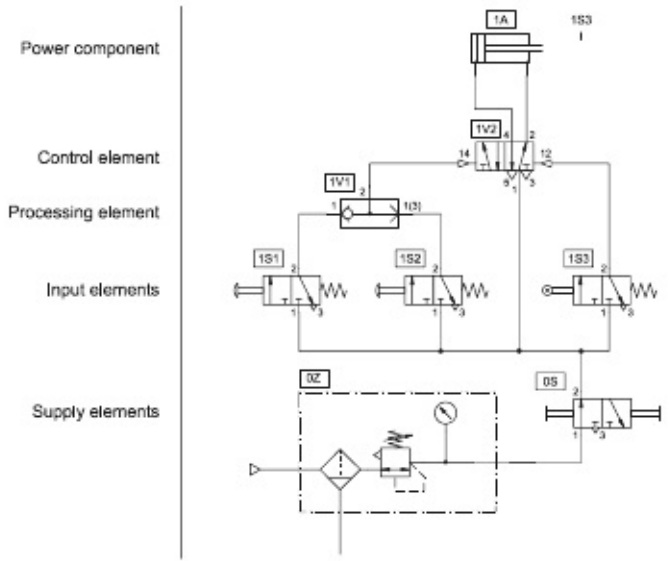 1A 1S3
Power component
1V2 4 2
Control element 14 12
1V1 5 1 3
2
Processing element 1 1(3)
1S1 1S2 1S3
2 2 2
Input elements
1 3 1 3 1 3
0Z 0S
2
Supply elements
1 3